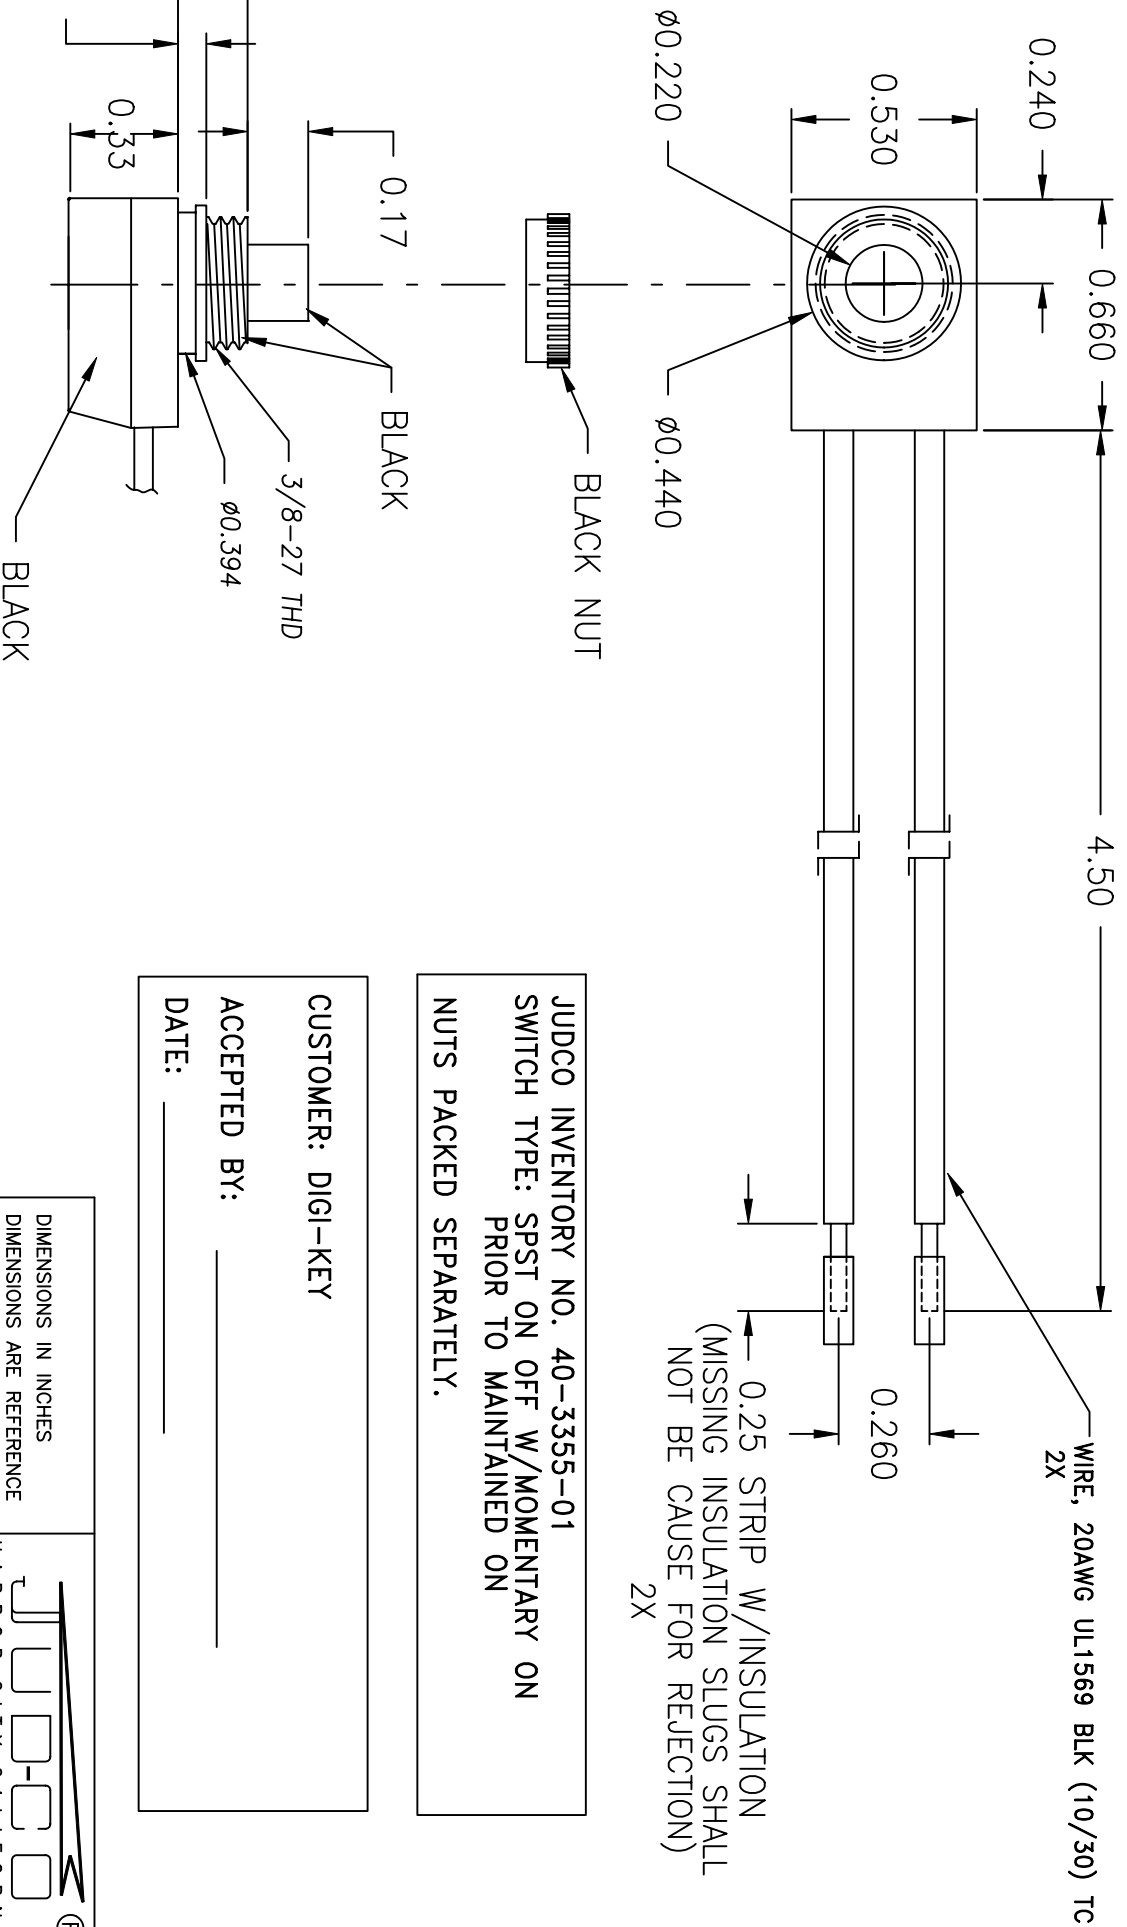 0.240
0.660
4.50
WIRE, 20AWG UL1569 BLK (10/30) TC
2X
0.530
0.260
ø0.220
ø0.440
0.25 STRIP W/INSULATION
(MISSING INSULATION SLUGS SHALL
NOT BE CAUSE FOR REJECTION)
2X
BLACK NUT
JUDCO INVENTORY NO. 40-3355-01
SWITCH TYPE: SPST ON OFF W/MOMENTARY ON
PRIOR TO MAINTAINED ON
NUTS PACKED SEPARATELY.
0.17
BLACK
3/8-27 THD
ø0.394
0.33
BLACK
CUSTOMER: DIGI-KEY
ACCEPTED BY:
DATE:
DIMENSIONS IN INCHES
DIMENSIONS ARE REFERENCE
JUD-CO